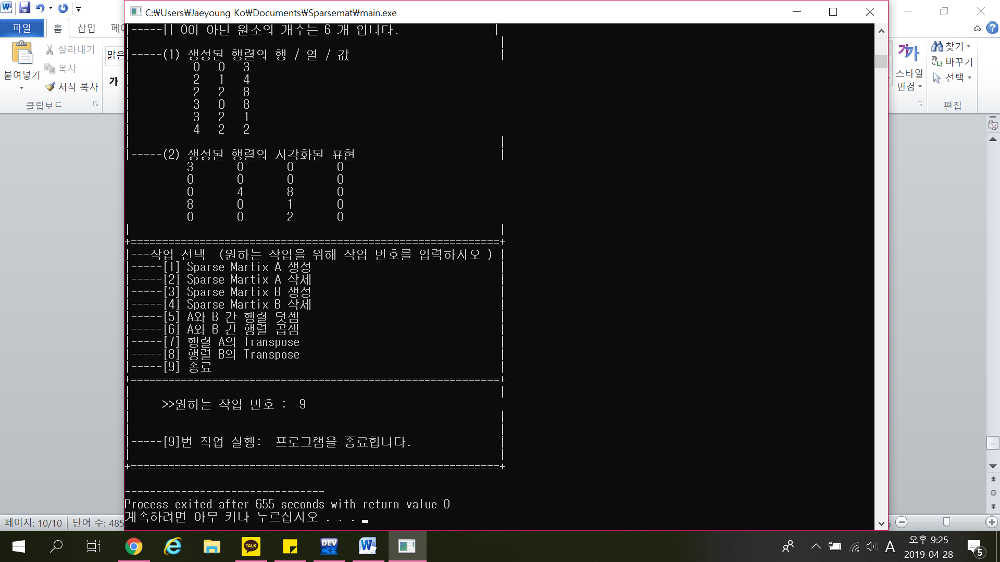 C:\Users\Jaeyoung Ko\Documents\Sparsemat\main.exe
파일 홈 삽입
잘라내기
복사
붙여넣기
서식 복사
클립보드
맑은
가
|-----|| 0이 아닌 원소의 개수는 6 개 입니다. |
| |
|-----(1) 생성된 행렬의 행 / 열 / 값 |
| 0 0 3
| 2 1 4
| 2 2 8
| 3 0 8
| 3 2 1
| 4 2 2
| |
|-----(2) 생성된 행렬의 시각화된 표현 |
3 0 0 0
0 0 0 0
0 4 8 0
8 0 1 0
0 0 2 0
| |
+===========================================================+
|---작업 선택 (원하는 작업을 위해 작업 번호를 입력하시오 ) |
|-----[1] Sparse Martix A 생성 |
|-----[2] Sparse Martix A 삭제 |
|-----[3] Sparse Martix B 생성 |
|-----[4] Sparse Martix B 삭제 |
|-----[5] A와 B 간 행렬 덧셈 |
|-----[6] A와 B 간 행렬 곱셈 |
|-----[7] 행렬 A의 Transpose |
|-----[8] 행렬 B의 Transpose |
|-----[9] 종료 |
+===========================================================+
| |
| >>원하는 작업 번호 : 9
| |
| |
|-----[9]번 작업 실행: 프로그램을 종료합니다. |
| |
+===========================================================+
--------------------------------
Process exited after 655 seconds with return value 0
계속하려면 아무 키나 누르십시오 . . .
가가
스타일
변경
찾기
바꾸기
선택
편집
페이지: 10/10 단어 수: 485
TALK
DEV
C++
A
오후 9:25
2019-04-28
5